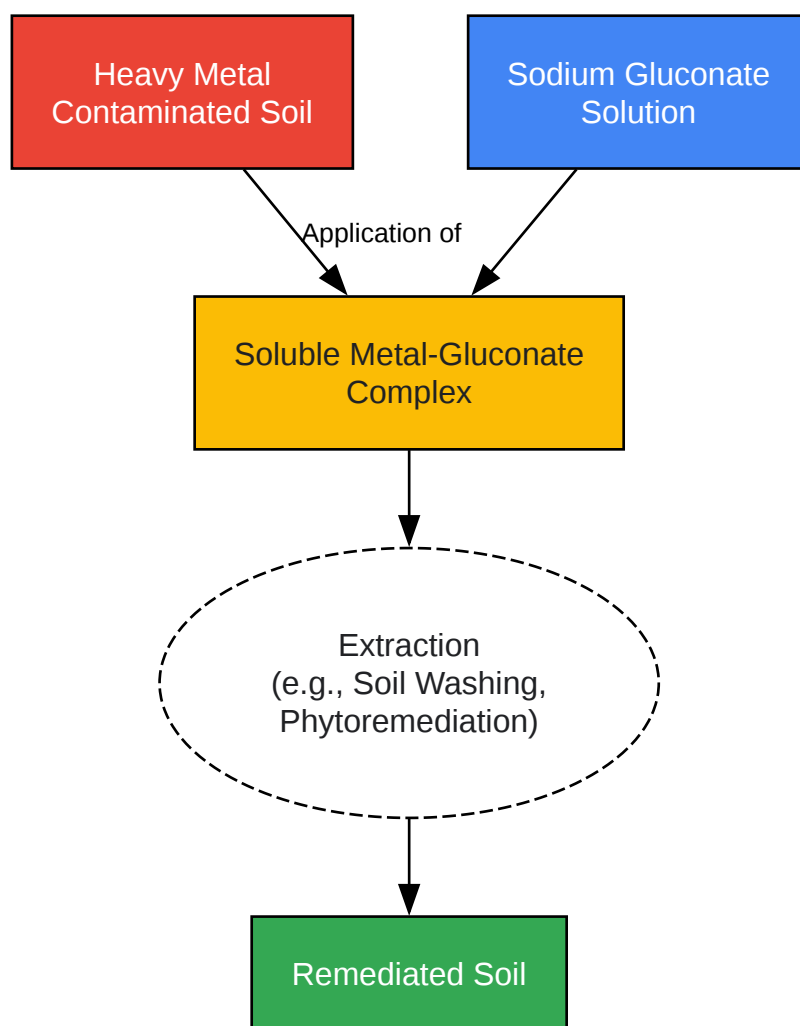 Heavy Metal
Contaminated Soil
Sodium Gluconate
Solution
Application of
Soluble Metal-Gluconate
Complex
Extraction
(e.g., Soil Washing,
Phytoremediation)
Remediated Soil